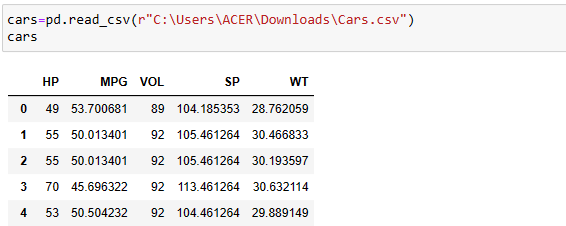 cars=pd.read_csv(r"C:\Users\ACER\Downloads\Cars.csv")
cars
HP MPG VOL SP WT
0 49 53.700681 89 104.185353 28.762059
1 55 50.013401 92 105.461264 30.466833
2 55 50.013401 92 105.461264 30.193597
3 70 45.696322 92 113.461264 30.632114
4 53 50.504232 92 104.461264 29.889149